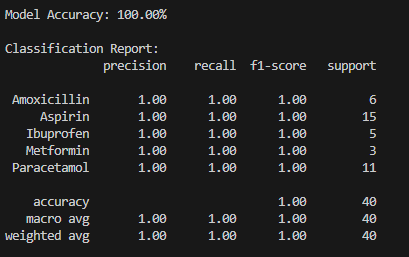 Model Accuracy: 100.00%
Classification Report:
precision recall f1-score support
Amoxicillin 1.00 1.00 1.00 6
Aspirin 1.00 1.00 1.00 15
Ibuprofen 1.00 1.00 1.00 5
Metformin 1.00 1.00 1.00 3
Paracetamol 1.00 1.00 1.00 11
accuracy 1.00 40
macro avg 1.00 1.00 1.00 40
weighted avg 1.00 1.00 1.00 40